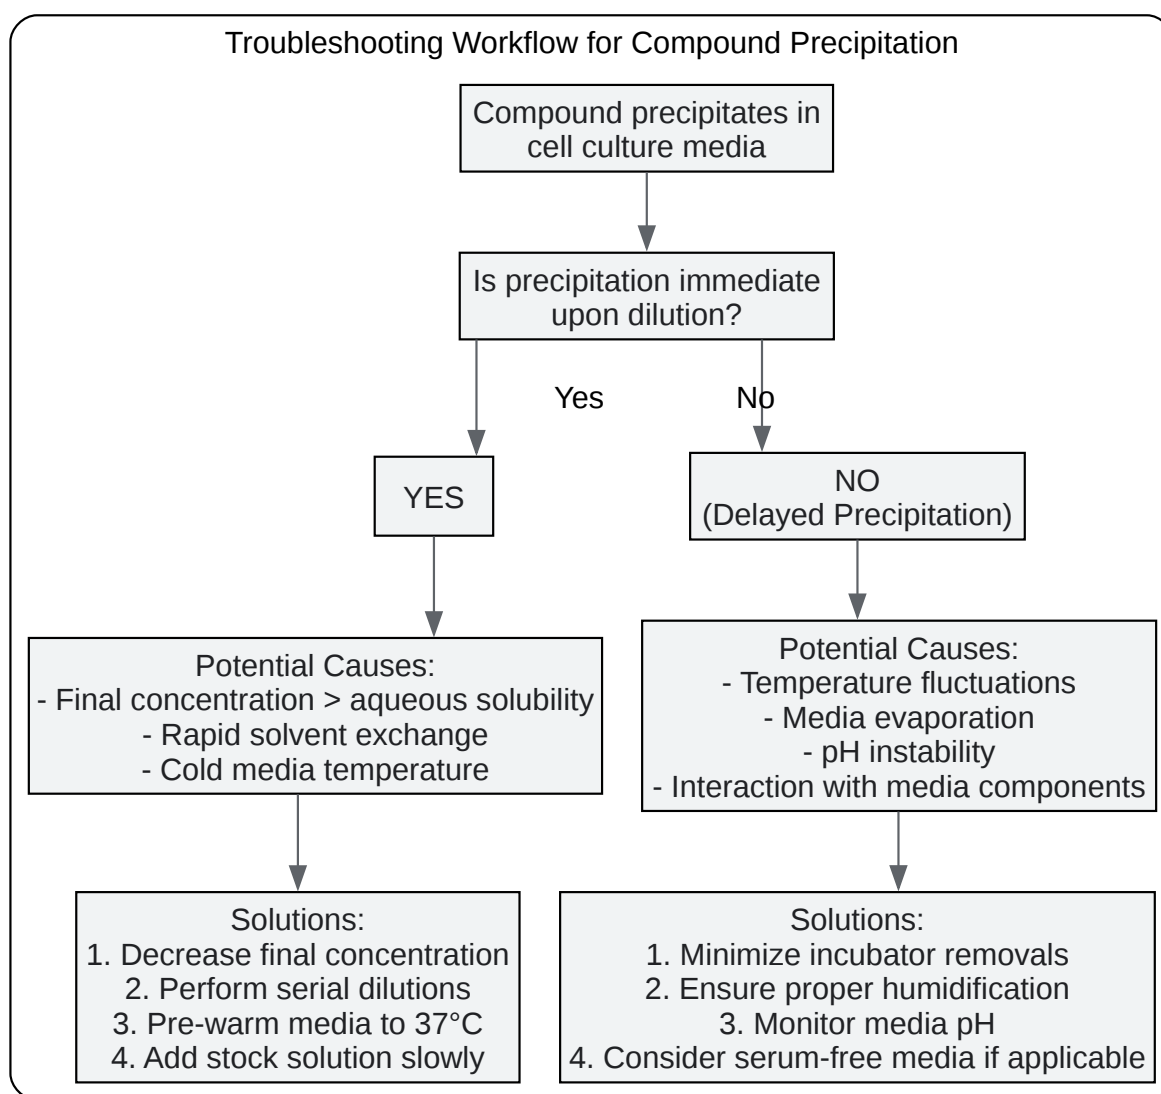 Troubleshooting Workflow for Compound Precipitation
Compound precipitates in
cell culture media
Is precipitation immediate
upon dilution?
Yes
No
YES
NO
(Delayed Precipitation)
Potential Causes:
- Final concentration > aqueous solubility
- Rapid solvent exchange
- Cold media temperature
Potential Causes:
- Temperature fluctuations
- Media evaporation
- pH instability
- Interaction with media components
Solutions:
1. Decrease final concentration
2. Perform serial dilutions
3. Pre-warm media to 37°C
4. Add stock solution slowly
Solutions:
1. Minimize incubator removals
2. Ensure proper humidification
3. Monitor media pH
4. Consider serum-free media if applicable